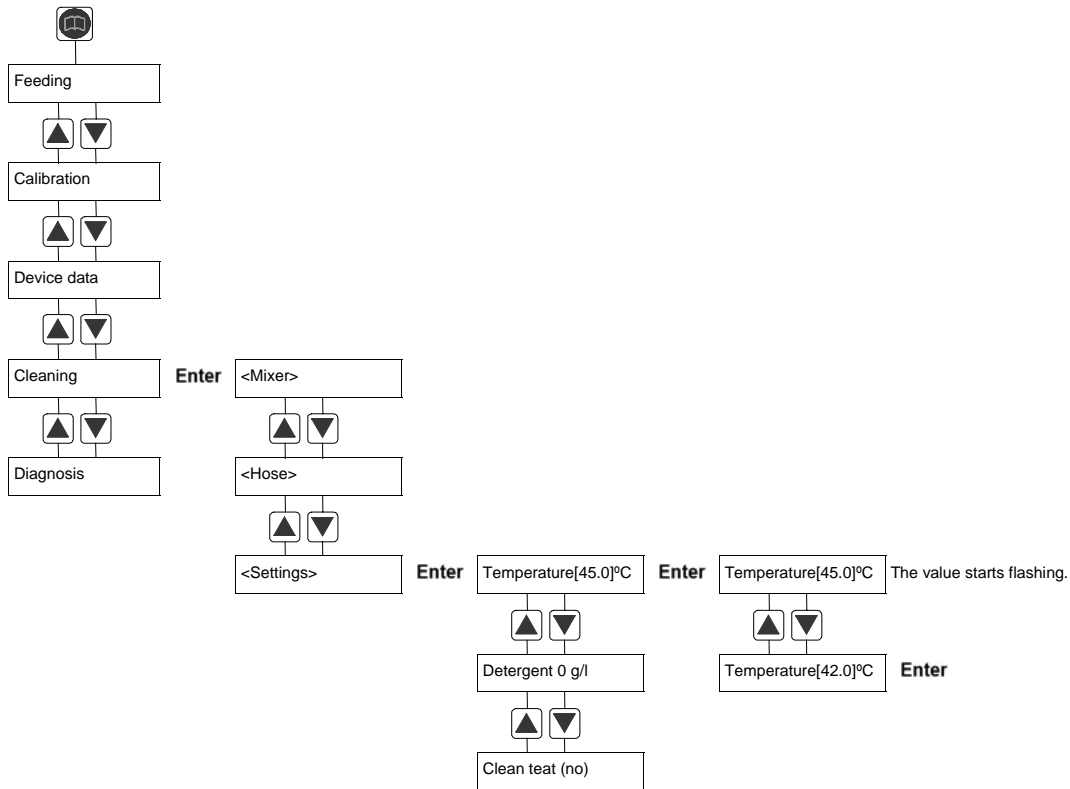 Feeding
Calibration
Device data
Cleaning Enter <Mixer>
Diagnosis <Hose>
<Settings> Enter Temperature[45.0]ºC Enter Temperature[45.0]ºC The value starts flashing.
Detergent 0 g/l Temperature[42.0]ºC Enter
Clean teat (no)